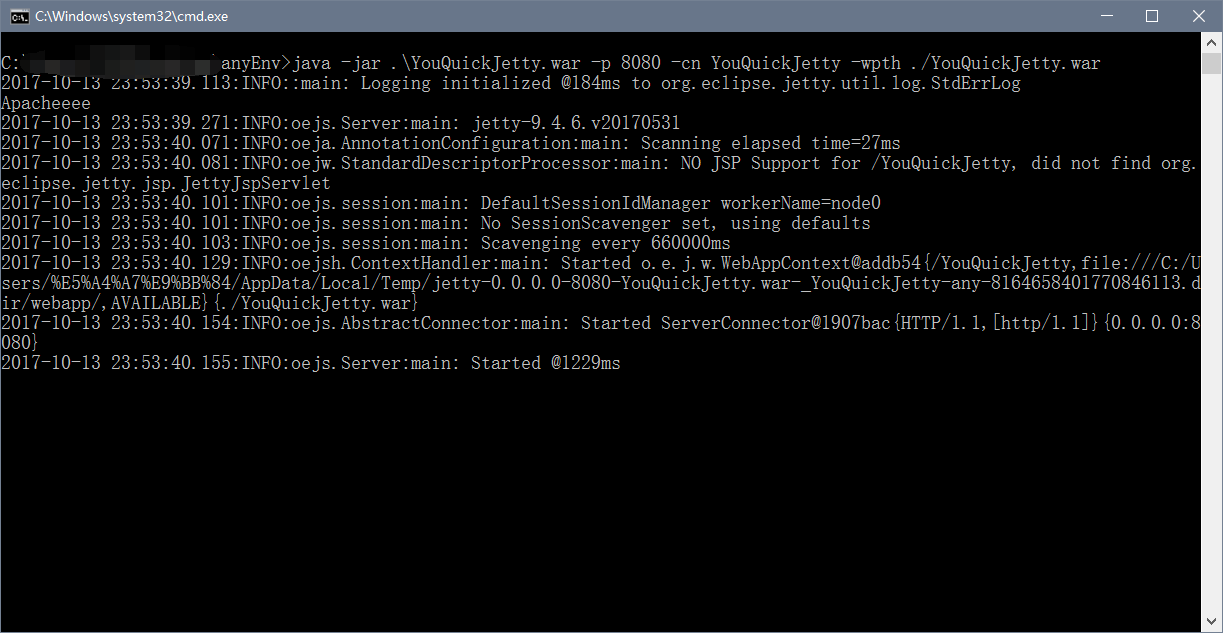 C:\Windows\system32\cmd.exe
C: anyEnv>java -jar .\YouQuickJetty.war -p 8080 -cn YouQuickJetty -wpth ./YouQuickJetty.war
2017-10-13 23:53:39.113:INFO::main: Logging initialized @184ms to org.eclipse.jetty.util.log.StdErrLog
Apacheeee
2017-10-13 23:53:39.271:INFO:oejs.Server:main: jetty-9.4.6.v20170531
2017-10-13 23:53:40.071:INFO:oeja.AnnotationConfiguration:main: Scanning elapsed time=27ms
2017-10-13 23:53:40.081:INFO:oejw.StandardDescriptorProcessor:main: NO JSP Support for /YouQuickJetty, did not find org.
eclipse.jetty.jsp.JettyJspServlet
2017-10-13 23:53:40.101:INFO:oejs.session:main: DefaultSessionIdManager workerName=node0
2017-10-13 23:53:40.101:INFO:oejs.session:main: No SessionScavenger set, using defaults
2017-10-13 23:53:40.103:INFO:oejs.session:main: Scavenging every 660000ms
2017-10-13 23:53:40.129:INFO:oejsh.ContextHandler:main: Started o.e.j.w.WebAppContext@addb54{/YouQuickJetty,file:///C:/U
sers/%E5%A4%A7%E9%BB%84/AppData/Local/Temp/jetty-0.0.0.0-8080-YouQuickJetty.war-_YouQuickJetty-any-8164658401770846113.d
ir/webapp/,AVAILABLE}{./YouQuickJetty.war}
2017-10-13 23:53:40.154:INFO:oejs.AbstractConnector:main: Started ServerConnector@1907bac{HTTP/1.1,[http/1.1]}{0.0.0.0:8
080}
2017-10-13 23:53:40.155:INFO:oejs.Server:main: Started @1229ms